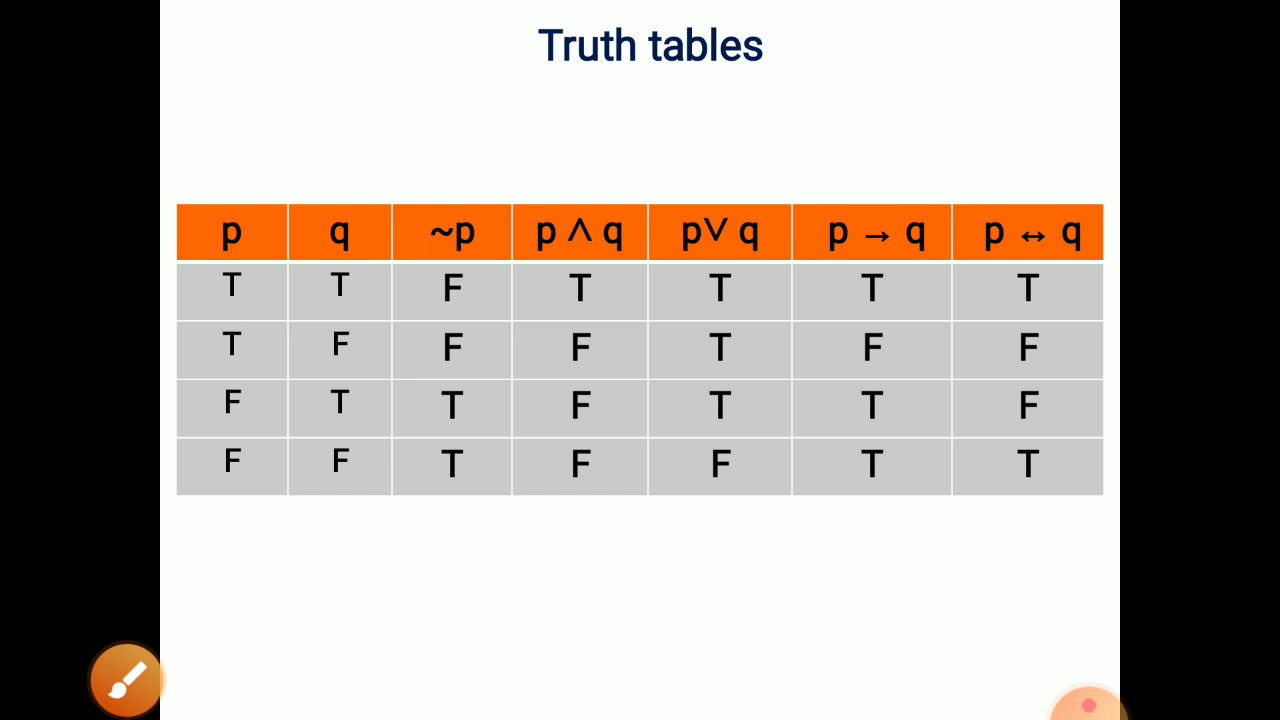 Truth tables
p q ~p p ∧ q p∨ q p → q p ↔ q
T T F T T T T
T F F F T F F
F T T F T T F
F F T F F T T